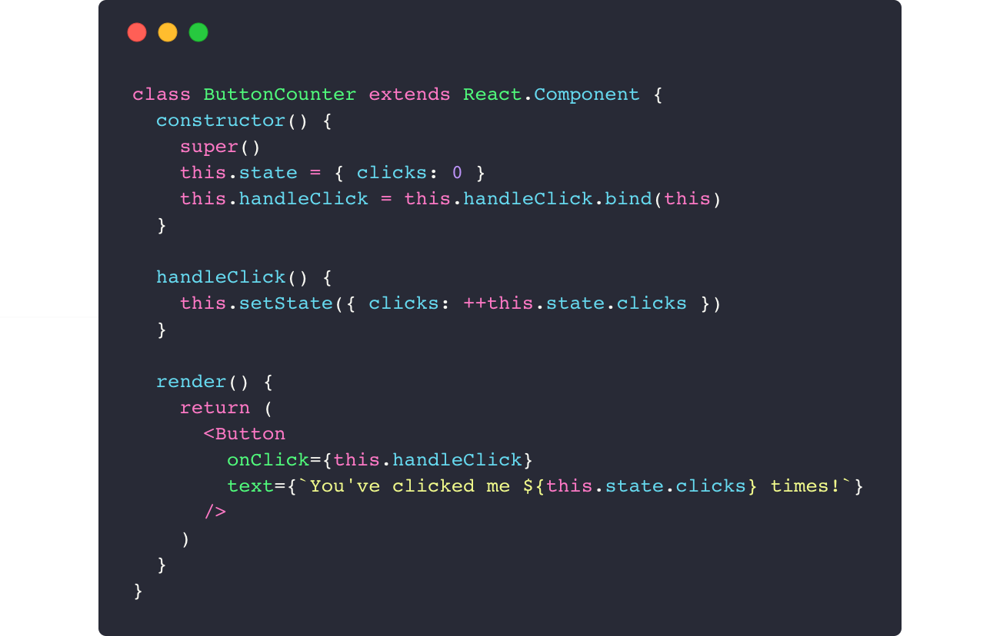 class ButtonCounter extends React.Component {
  constructor() {
    super()
    this.state = { clicks: 0 }
    this.handleClick = this.handleClick.bind(this)
  }

  handleClick() {
    this.setState({ clicks: ++this.state.clicks })
  }

  render() {
    return (
      <Button
        onClick={this.handleClick}
        text={`You've clicked me ${this.state.clicks} times!`}
      />
    )
  }
}